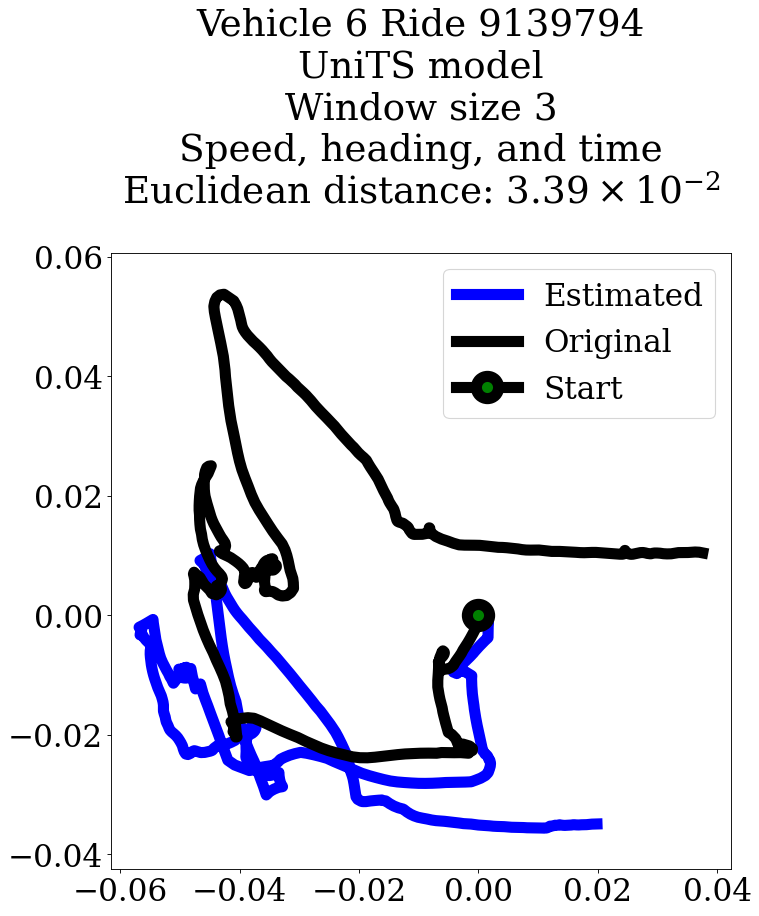 Vehicle 6 Ride 9139794
UniTS model
Window size 3
Speed, heading, and time
Euclidean distance: 3.39 × 10⁻²
0.06
0.04
0.02
0.00
−0.02
−0.04
Estimated
Original
Start
−0.06 −0.04 −0.02 0.00 0.02 0.04